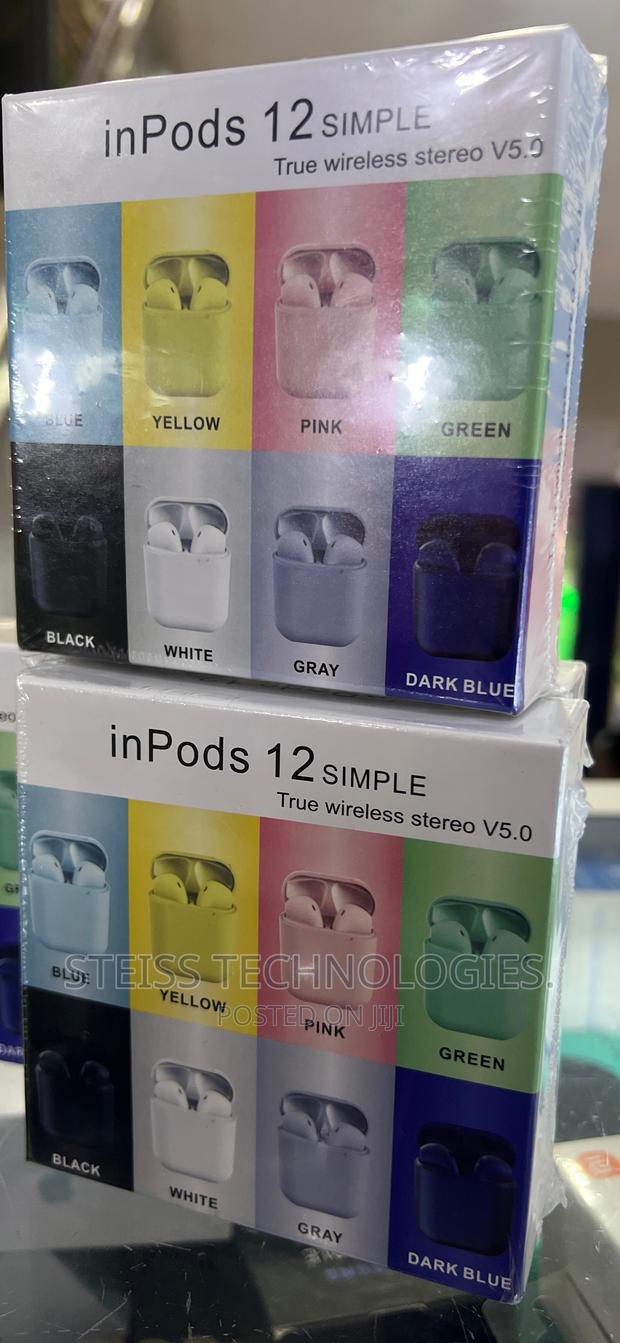 inPods 12 SIMPLE
True wireless stereo V5.0
BLUE YELLOW PINK GREEN
BLACK WHITE GRAY DARK BLUE
inPods 12 SIMPLE
True wireless stereo V5.0
BLUE YELLOW PINK GREEN
STEISS TECHNOLOGIES.
POSTED ON JIJI
BLACK WHITE GRAY DARK BLUE